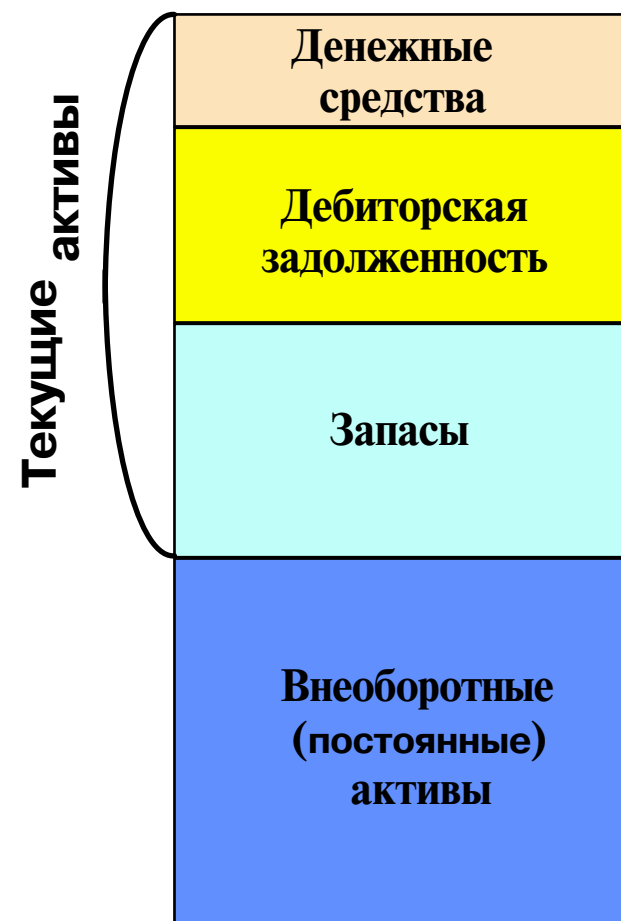 Текущие активы
Денежные
средства
Дебиторская
задолженность
Запасы
Внеоборотные
(постоянные)
активы